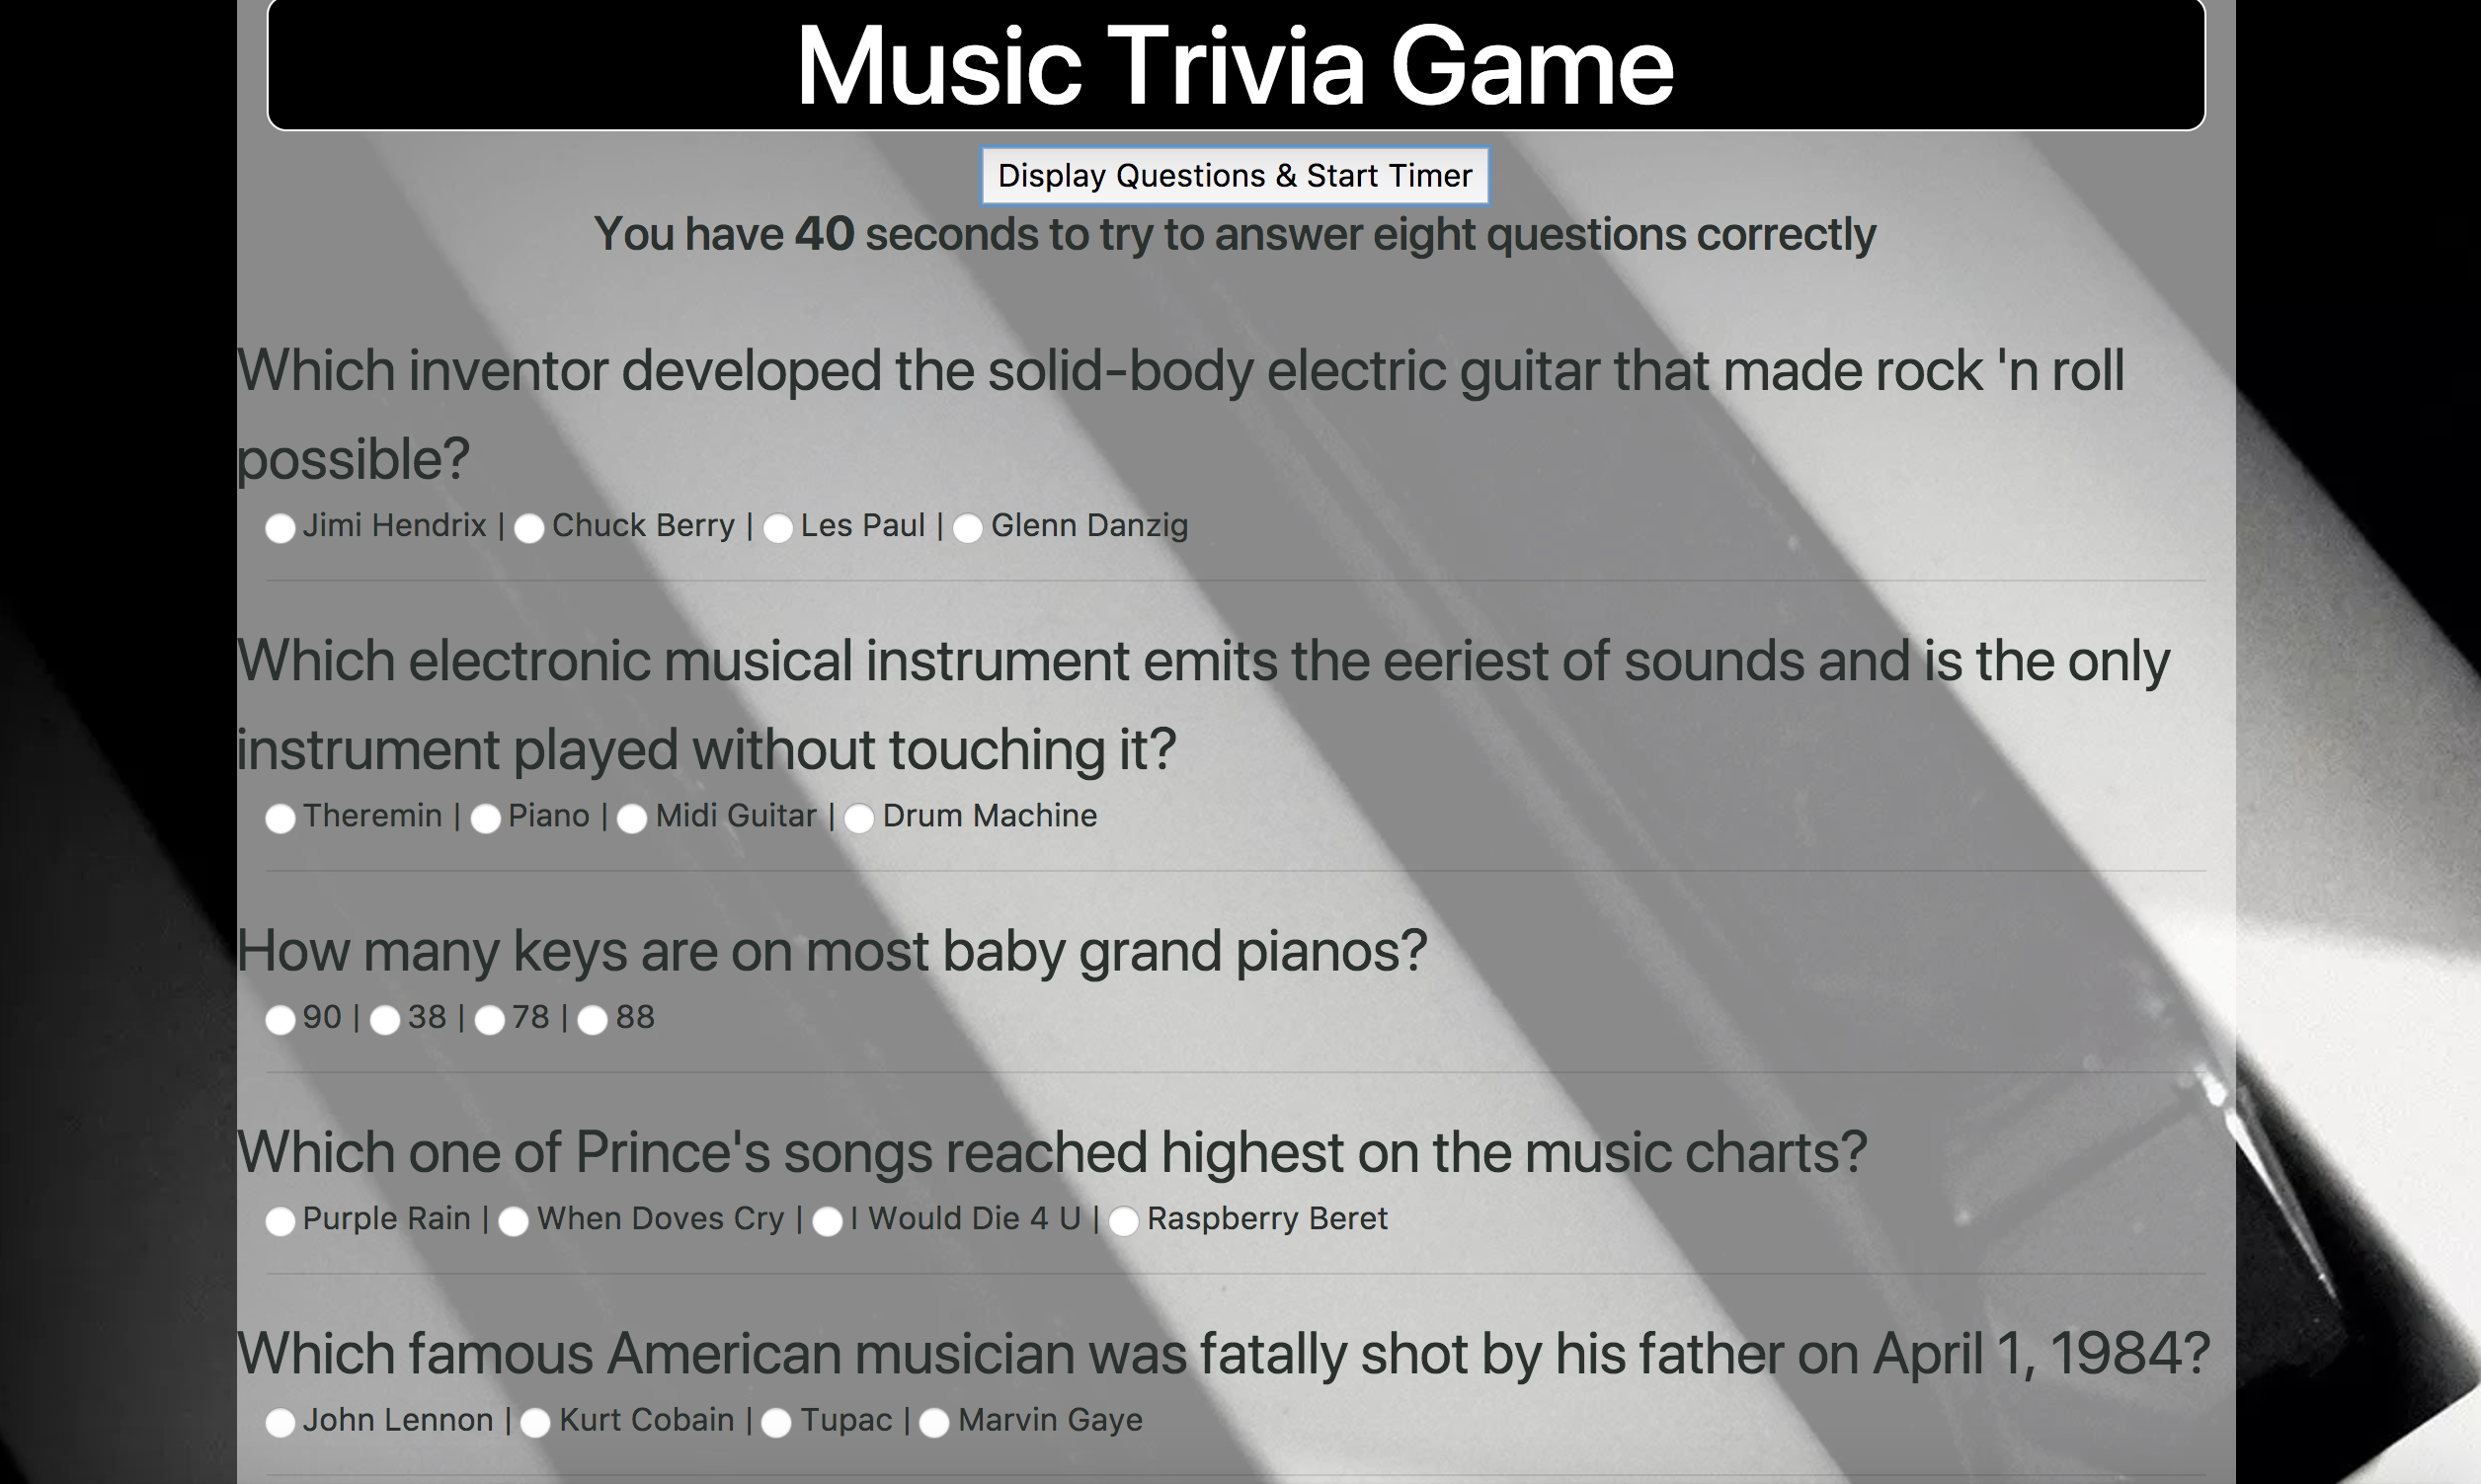 Music Trivia Game
Display Questions & Start Timer
You have 40 seconds to try to answer eight questions correctly
Which inventor developed the solid-body electric guitar that made rock 'n roll
possible?
Jimi Hendrix | Chuck Berry | Les Paul | Glenn Danzig
Which electronic musical instrument emits the eeriest of sounds and is the only
instrument played without touching it?
Theremin | Piano | Midi Guitar | Drum Machine
How many keys are on most baby grand pianos?
90 | 38 | 78 | 88
Which one of Prince's songs reached highest on the music charts?
Purple Rain | When Doves Cry | I Would Die 4 U | Raspberry Beret
Which famous American musician was fatally shot by his father on April 1, 1984?
John Lennon | Kurt Cobain | Tupac | Marvin Gaye